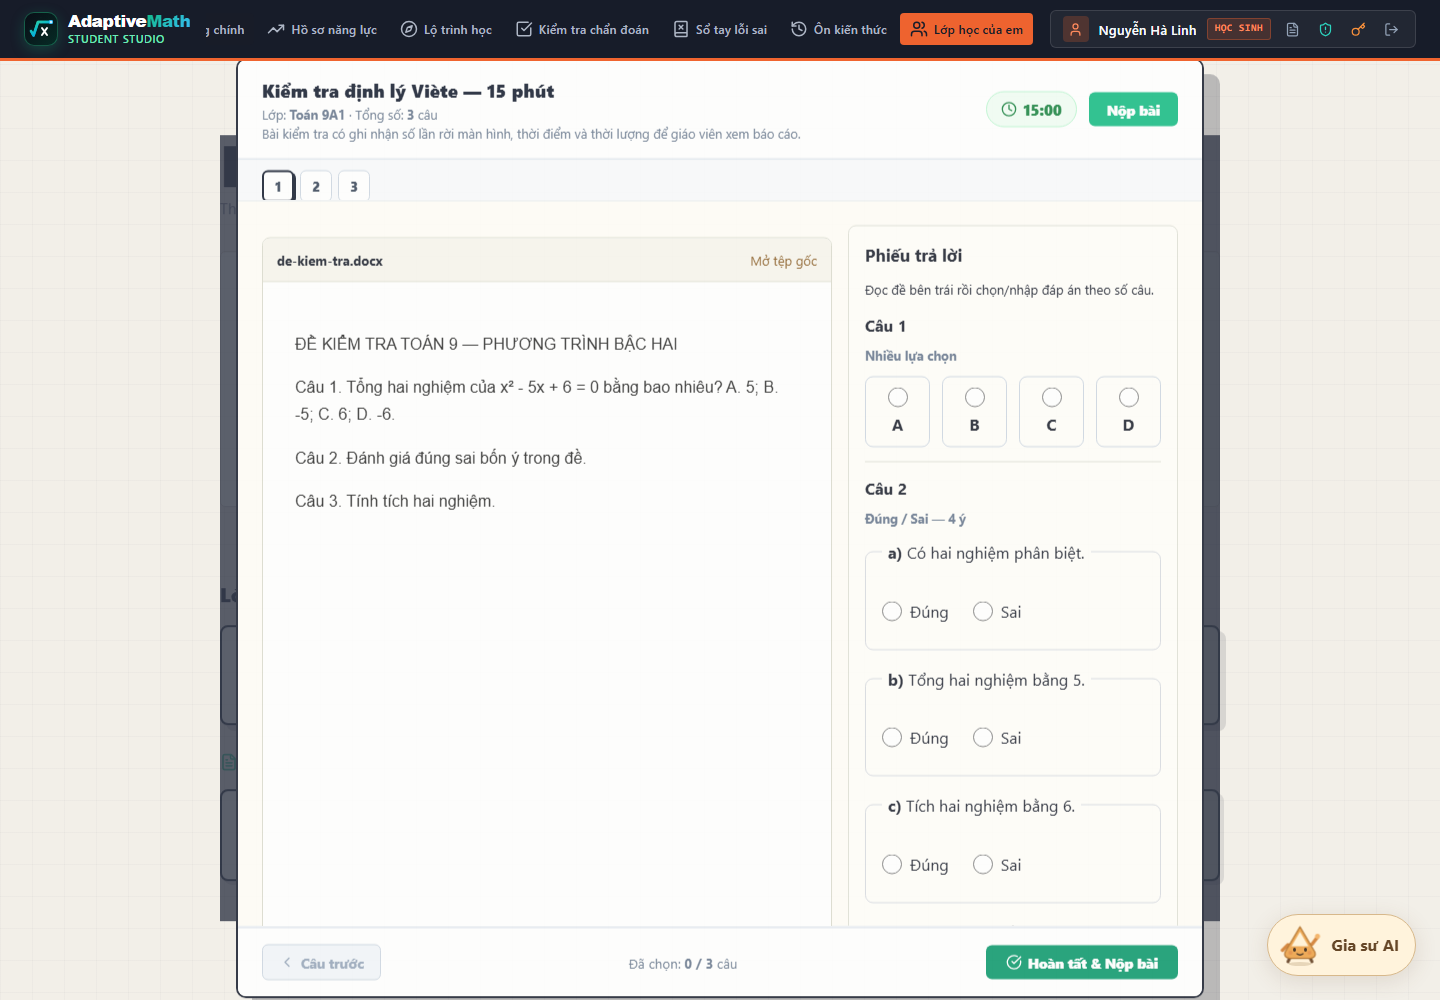 AdaptiveMath
STUDENT STUDIO
g chính
Hồ sơ năng lực
Lộ trình học
Kiểm tra chẩn đoán
Sổ tay lỗi sai
Ôn kiến thức
Lớp học của em
Nguyễn Hà Linh
HỌC SINH
Kiểm tra định lý Viète — 15 phút
Lớp: Toán 9A1 · Tổng số: 3 câu
Bài kiểm tra có ghi nhận số lần rời màn hình, thời điểm và thời lượng để giáo viên xem báo cáo.
15:00
Nộp bài
1
2
3
de-kiem-tra.docx
Mở tệp gốc
ĐỀ KIỂM TRA TOÁN 9 — PHƯƠNG TRÌNH BẬC HAI
Câu 1. Tổng hai nghiệm của x² - 5x + 6 = 0 bằng bao nhiêu? A. 5; B.
-5; C. 6; D. -6.
Câu 2. Đánh giá đúng sai bốn ý trong đề.
Câu 3. Tính tích hai nghiệm.
Phiếu trả lời
Đọc đề bên trái rồi chọn/nhập đáp án theo số câu.
Câu 1
Nhiều lựa chọn
A
B
C
D
Câu 2
Đúng / Sai — 4 ý
a) Có hai nghiệm phân biệt.
Đúng
Sai
b) Tổng hai nghiệm bằng 5.
Đúng
Sai
c) Tích hai nghiệm bằng 6.
Đúng
Sai
Câu trước
Đã chọn: 0 / 3 câu
Hoàn tất & Nộp bài
Gia sư AI